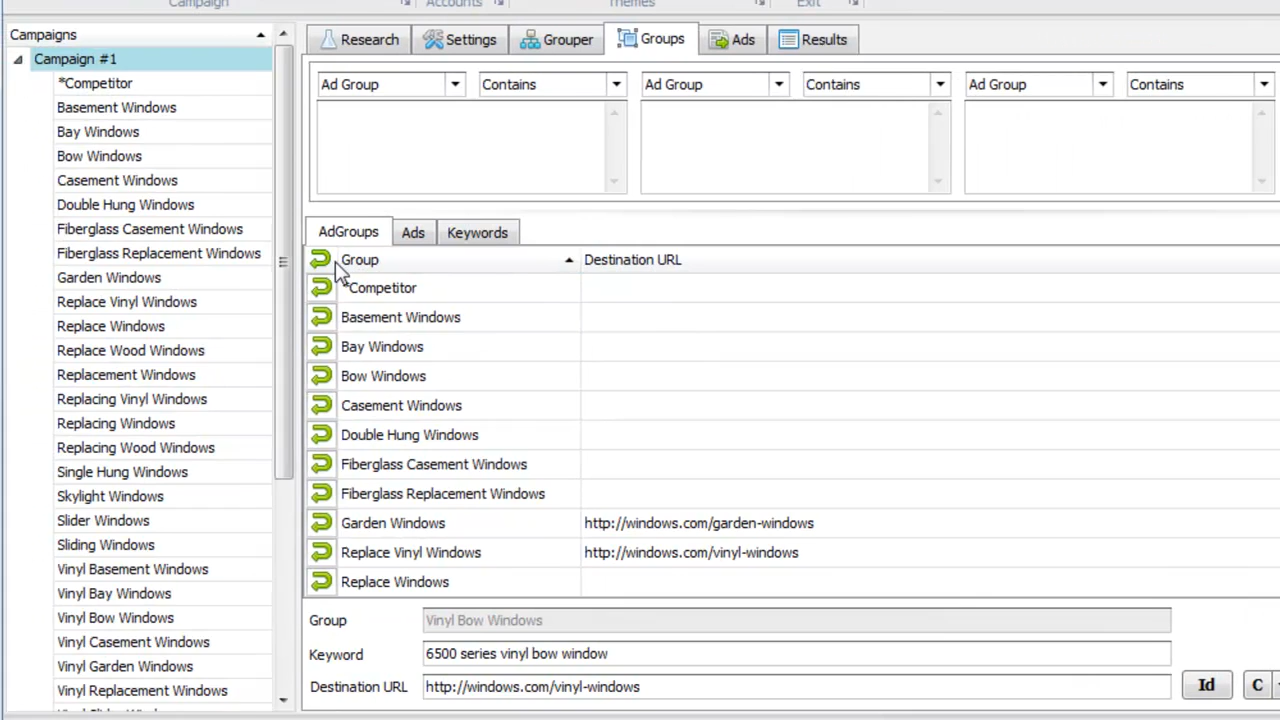 Campaign
Accounts
Themes
Exit
Campaigns
Campaign #1
*Competitor
Basement Windows
Bay Windows
Bow Windows
Casement Windows
Double Hung Windows
Fiberglass Casement Windows
Fiberglass Replacement Windows
Garden Windows
Replace Vinyl Windows
Replace Windows
Replace Wood Windows
Replacement Windows
Replacing Vinyl Windows
Replacing Windows
Replacing Wood Windows
Single Hung Windows
Skylight Windows
Slider Windows
Sliding Windows
Vinyl Basement Windows
Vinyl Bay Windows
Vinyl Bow Windows
Vinyl Casement Windows
Vinyl Garden Windows
Vinyl Replacement Windows
Research Settings Grouper Groups Ads Results
Ad Group Contains Ad Group Contains Ad Group Contains
AdGroups Ads Keywords
Group Destination URL
*Competitor
Basement Windows
Bay Windows
Bow Windows
Casement Windows
Double Hung Windows
Fiberglass Casement Windows
Fiberglass Replacement Windows
Garden Windows http://windows.com/garden-windows
Replace Vinyl Windows http://windows.com/vinyl-windows
Replace Windows
Group Vinyl Bow Windows
Keyword 6500 series vinyl bow window
Destination URL http://windows.com/vinyl-windows Id C